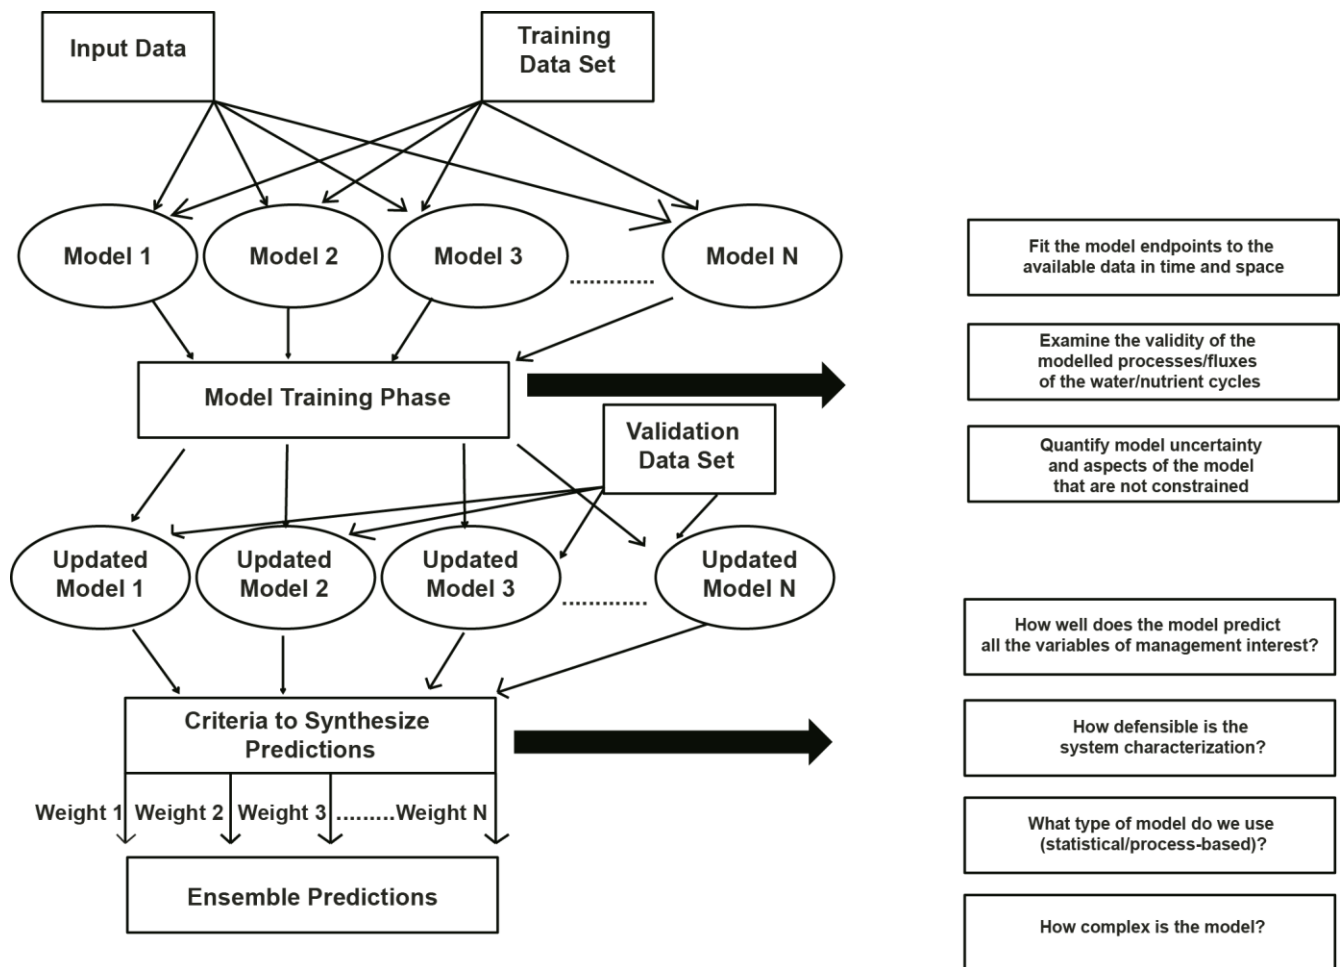 Input Data
Training
Data Set
Model 1
Model 2
Model 3
Model N
Fit the model endpoints to the
available data in time and space
Examine the validity of the
modelled processes/fluxes
of the water/nutrient cycles
Model Training Phase
Validation
Data Set
Quantify model uncertainty
and aspects of the model
that are not constrained
Updated
Model 1
Updated
Model 2
Updated
Model 3
Updated
Model N
How well does the model predict
all the variables of management interest?
Criteria to Synthesize
Predictions
How defensible is the
system characterization?
Weight 1
Weight 2
Weight 3
.........Weight N
What type of model do we use
(statistical/process-based)?
Ensemble Predictions
How complex is the model?